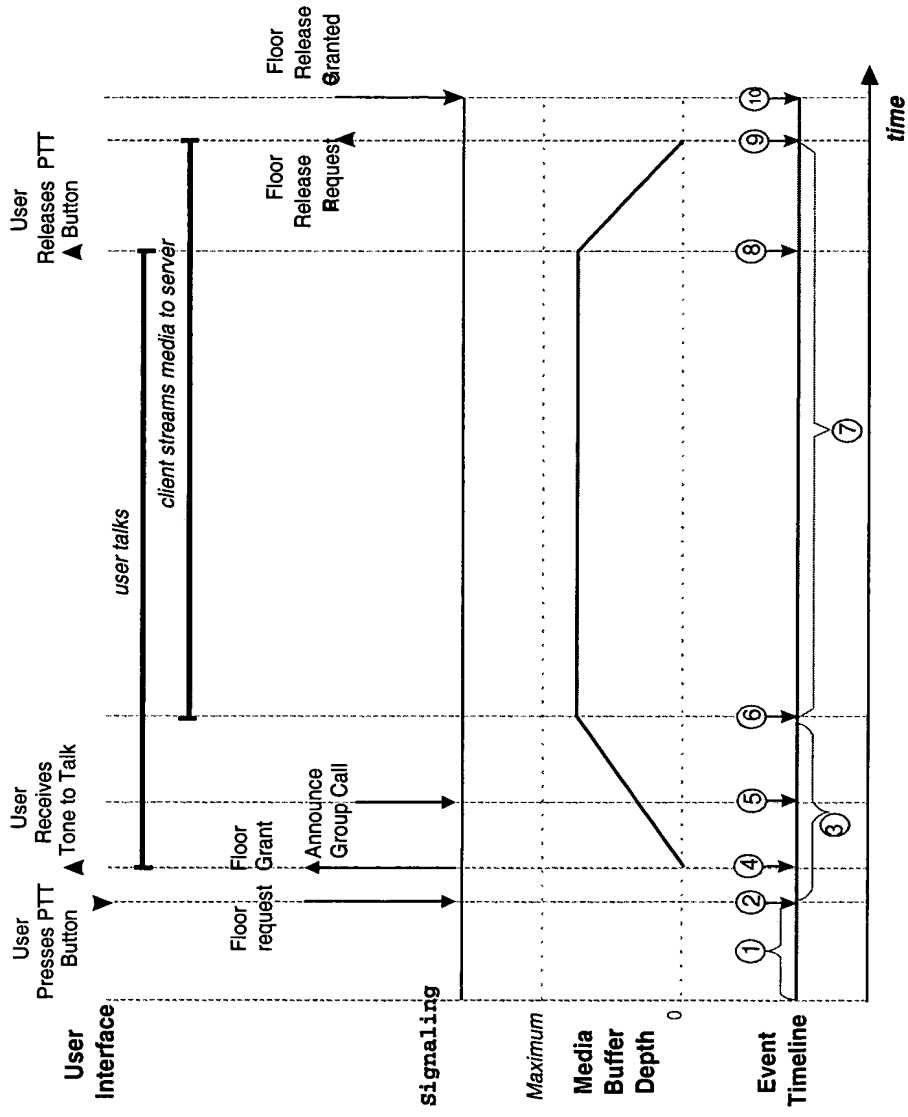 User
Interface
User
Presses PTT
Button
User
Receives
Tone to Talk
User
Releases PTT
Button
user talks
client streams media to server
Floor
request
Floor
Grant
Announce
Group Call
Floor
Release
Request
Floor
Release
Granted
Signaling
Maximum
Media
Buffer
Depth
0
Event
Timeline
1
2
3
4
5
6
7
8
9
10
time